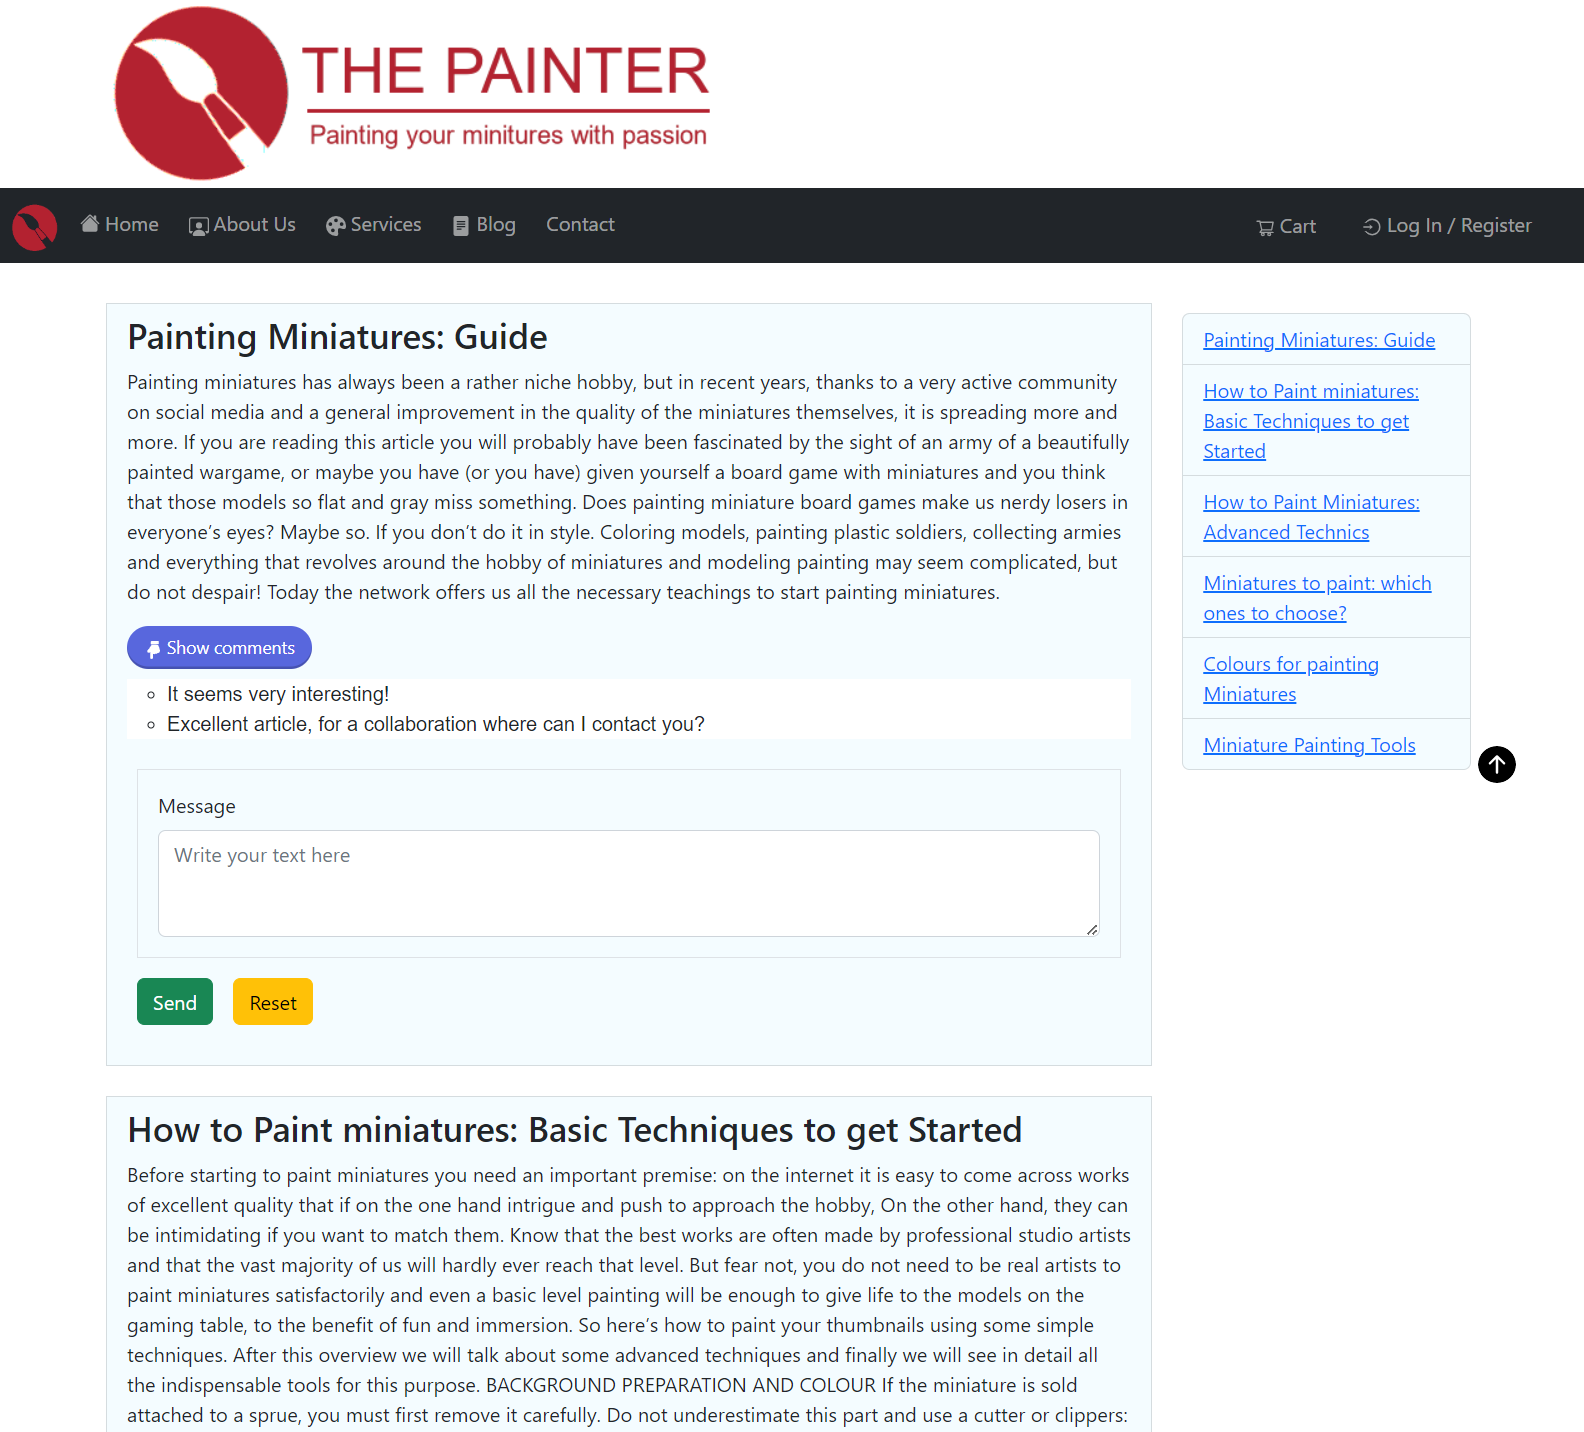 THE PAINTER
Painting your minitures with passion
Home About Us Services Blog Contact Cart Log In / Register
Painting Miniatures: Guide
Painting miniatures has always been a rather niche hobby, but in recent years, thanks to a very active community
on social media and a general improvement in the quality of the miniatures themselves, it is spreading more and
more. If you are reading this article you will probably have been fascinated by the sight of an army of a beautifully
painted wargame, or maybe you have (or you have) given yourself a board game with miniatures and you think
that those models so flat and gray miss something. Does painting miniature board games make us nerdy losers in
everyone’s eyes? Maybe so. If you don’t do it in style. Coloring models, painting plastic soldiers, collecting armies
and everything that revolves around the hobby of miniatures and modeling painting may seem complicated, but
do not despair! Today the network offers us all the necessary teachings to start painting miniatures.
Show comments
It seems very interesting!
Excellent article, for a collaboration where can I contact you?
Message
Write your text here
Send Reset
How to Paint miniatures: Basic Techniques to get Started
Before starting to paint miniatures you need an important premise: on the internet it is easy to come across works
of excellent quality that if on the one hand intrigue and push to approach the hobby, On the other hand, they can
be intimidating if you want to match them. Know that the best works are often made by professional studio artists
and that the vast majority of us will hardly ever reach that level. But fear not, you do not need to be real artists to
paint miniatures satisfactorily and even a basic level painting will be enough to give life to the models on the
gaming table, to the benefit of fun and immersion. So here’s how to paint your thumbnails using some simple
techniques. After this overview we will talk about some advanced techniques and finally we will see in detail all
the indispensable tools for this purpose. BACKGROUND PREPARATION AND COLOUR If the miniature is sold
attached to a sprue, you must first remove it carefully. Do not underestimate this part and use a cutter or clippers:
Painting Miniatures: Guide
How to Paint miniatures:
Basic Techniques to get
Started
How to Paint Miniatures:
Advanced Technics
Miniatures to paint: which
ones to choose?
Colours for painting
Miniatures
Miniature Painting Tools